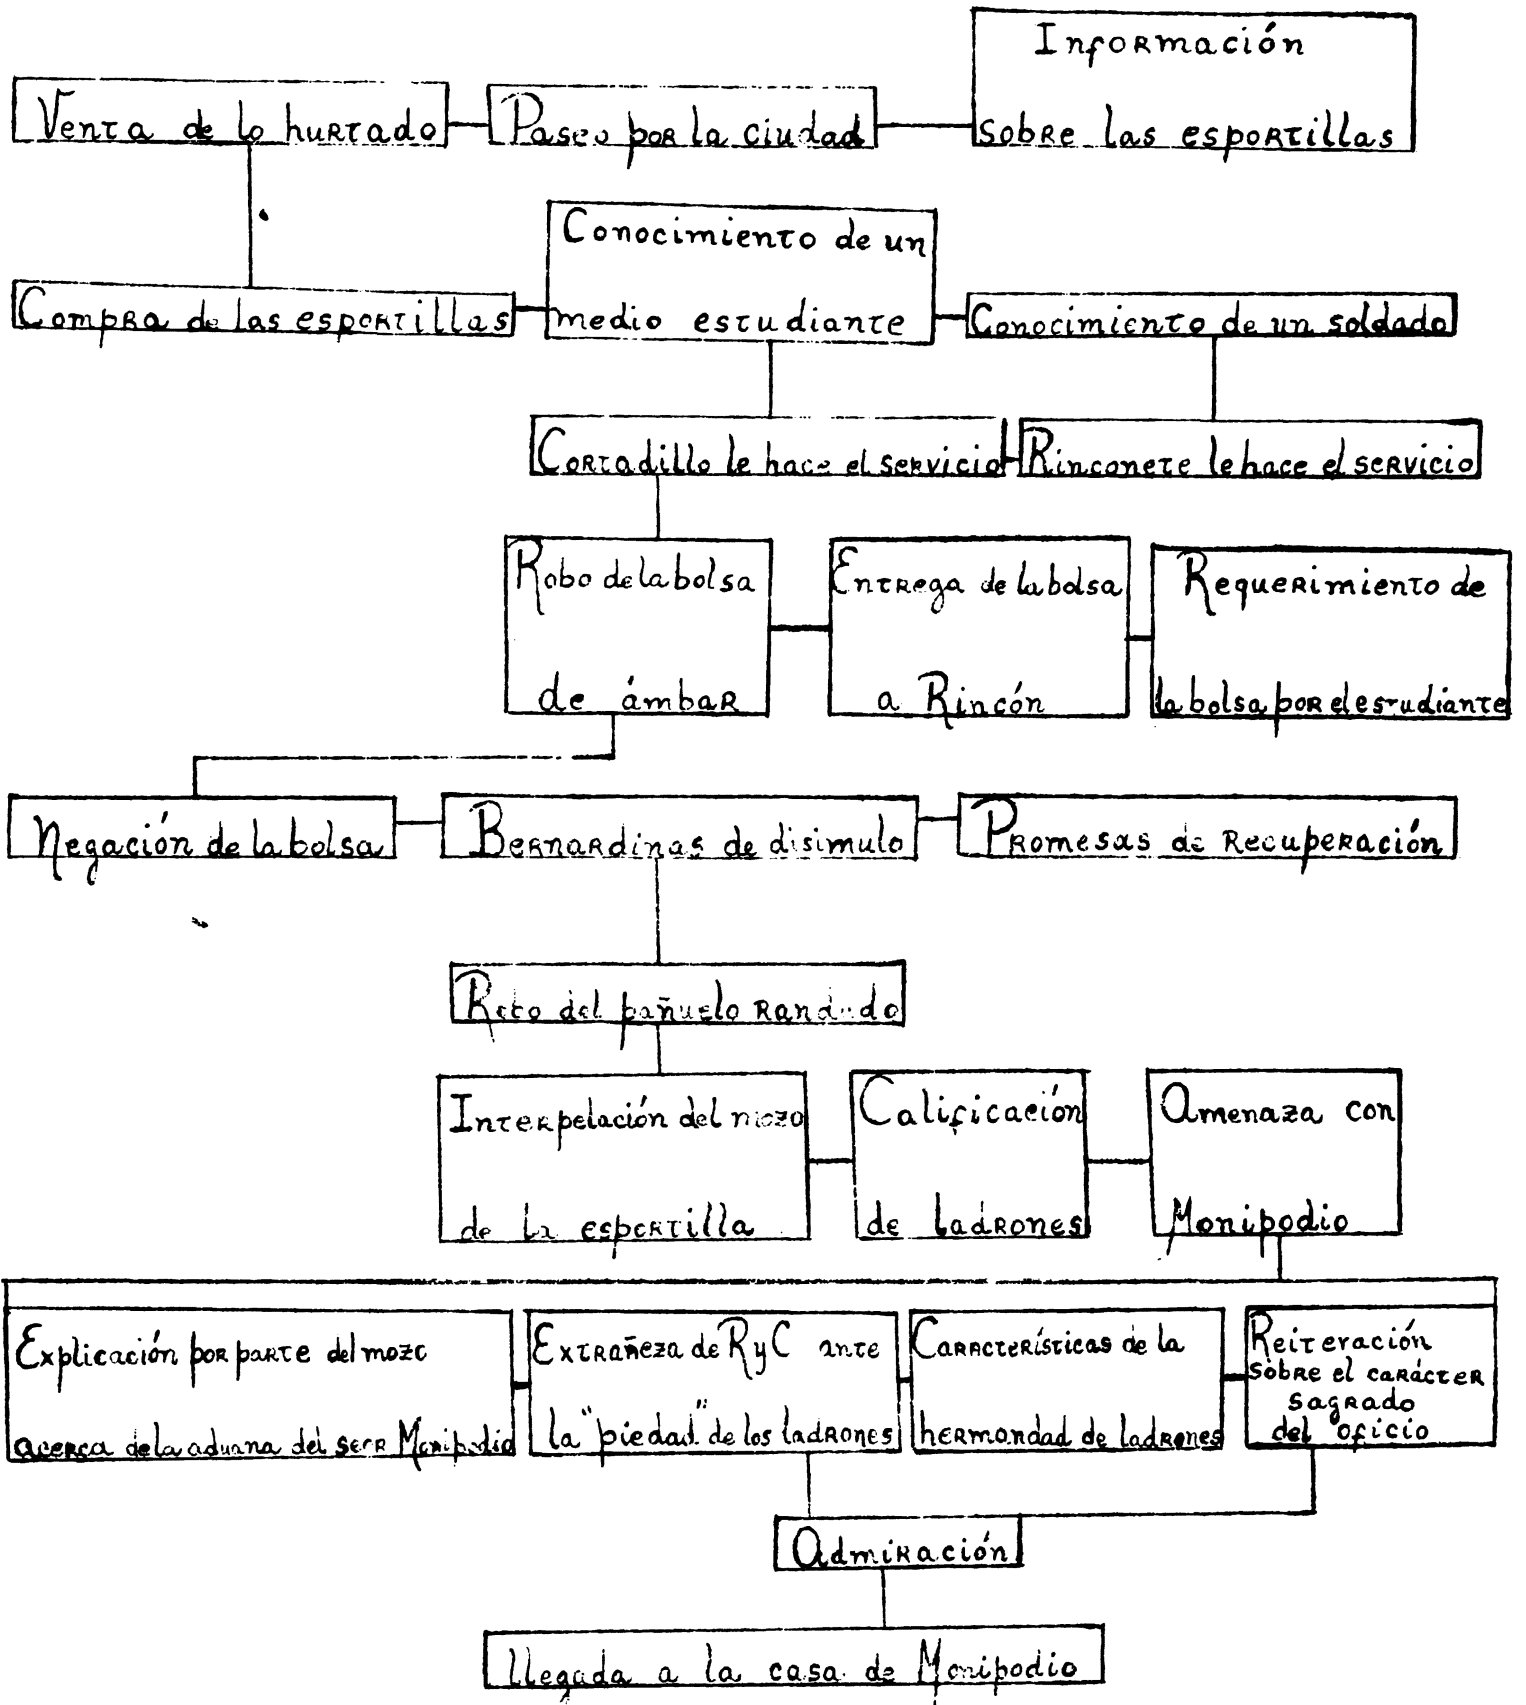 Venta de lo hurtado
Paseo por la ciudad
Información
sobre las esportillas
Compra de las esportillas
Conocimiento de un
medio estudiante
Conocimiento de un soldado
Cortadillo le hace el servicio
Rinconete le hace el servicio
Robo de la bolsa
de ámbar
Entrega de la bolsa
a Rincón
Requerimiento de
la bolsa por el estudiante
Negación de la bolsa
Bernardinas de disimulo
Promesas de recuperación
del pañuelo randado
Interpelación del mozo
de la esportilla
Calificación
de ladrones
Amenaza con
Monipodio
Explicación por parte del mozo
acerca de la aduana del señor Monipodio
Extrañeza de R y C ante
la "piedad" de los ladrones
Características de la
hermandad de ladrones
Reiteración
sobre el carácter
sagrado
del oficio
Admiración
Llegada a la casa de Monipodio